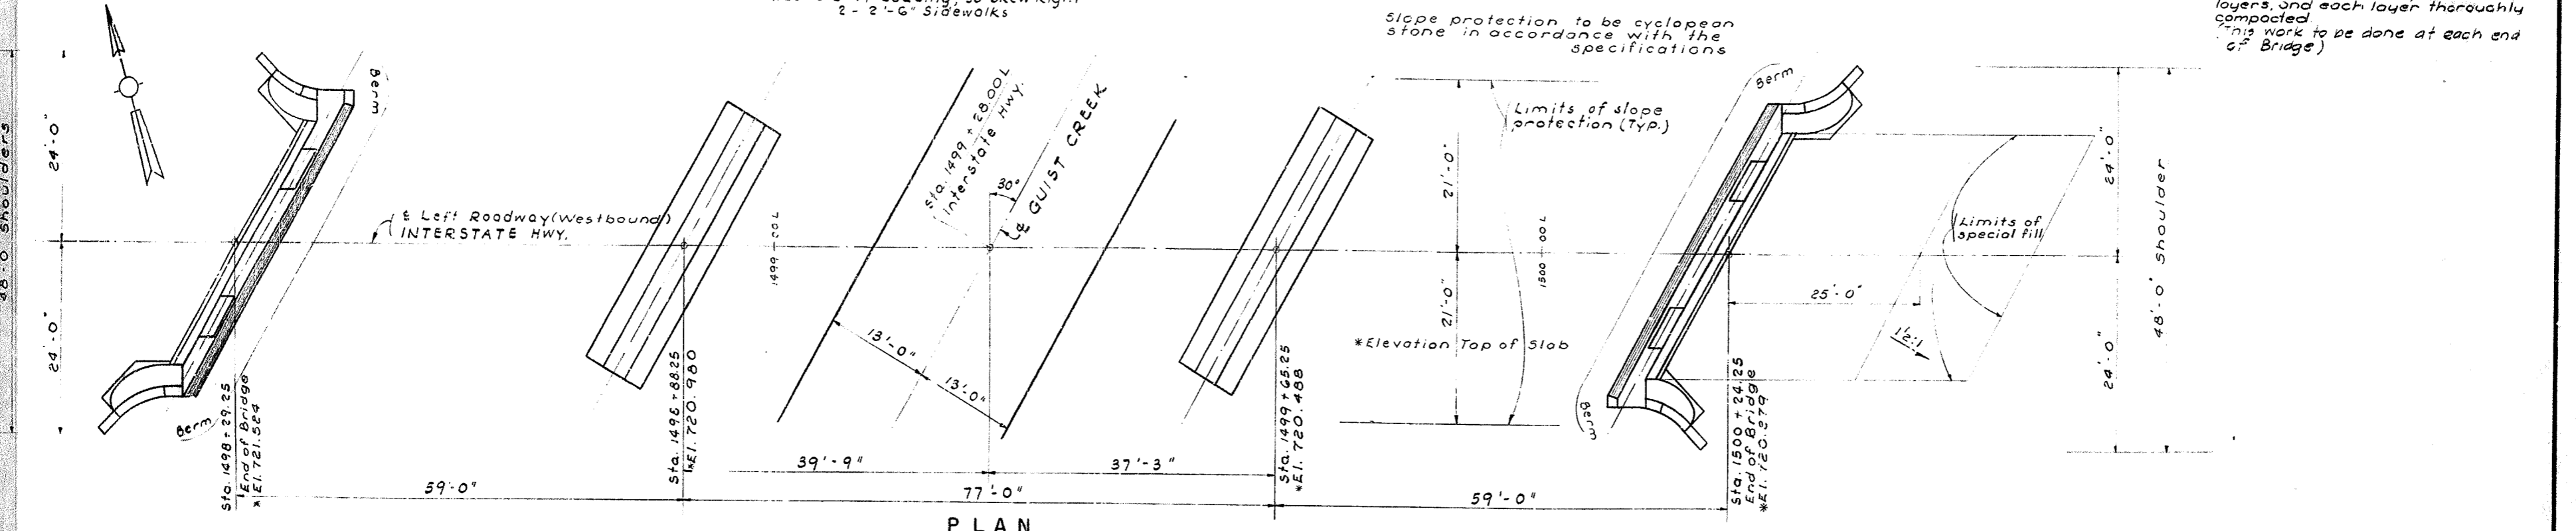 2 - 2'-6" Sidewalks
Slope protection to be cyclopean
stone in accordance with the
specifications
layers, and each layer thoroughly
compacted
(This work to be done at each end
of Bridge)
48'-0" Shoulders
24'-0"
24'-0"
Berm
Berm
℄ Left Roadway (Westbound)
INTERSTATE HWY.
Sta. 1498+29.25
End of Bridge
*El. 721.524
Sta. 1498+88.25
*El. 720.980
1499+00 L
Sta. 1499+28.00 L
Interstate Hwy.
30°
℄ GUIST CREEK
13'-0"
13'-0"
39'-9"
37'-3"
59'-0"
77'-0"
59'-0"
Sta. 1499+65.25
*El. 720.488
Limits of slope
protection (Typ.)
21'-0"
21'-0"
*Elevation Top of Slab
1500+00 L
Berm
Berm
Sta. 1500+24.25
End of Bridge
*El. 720.279
25'-0"
1½:1
Limits of
special fill
24'-0"
24'-0"
48'-0" Shoulder
PLAN